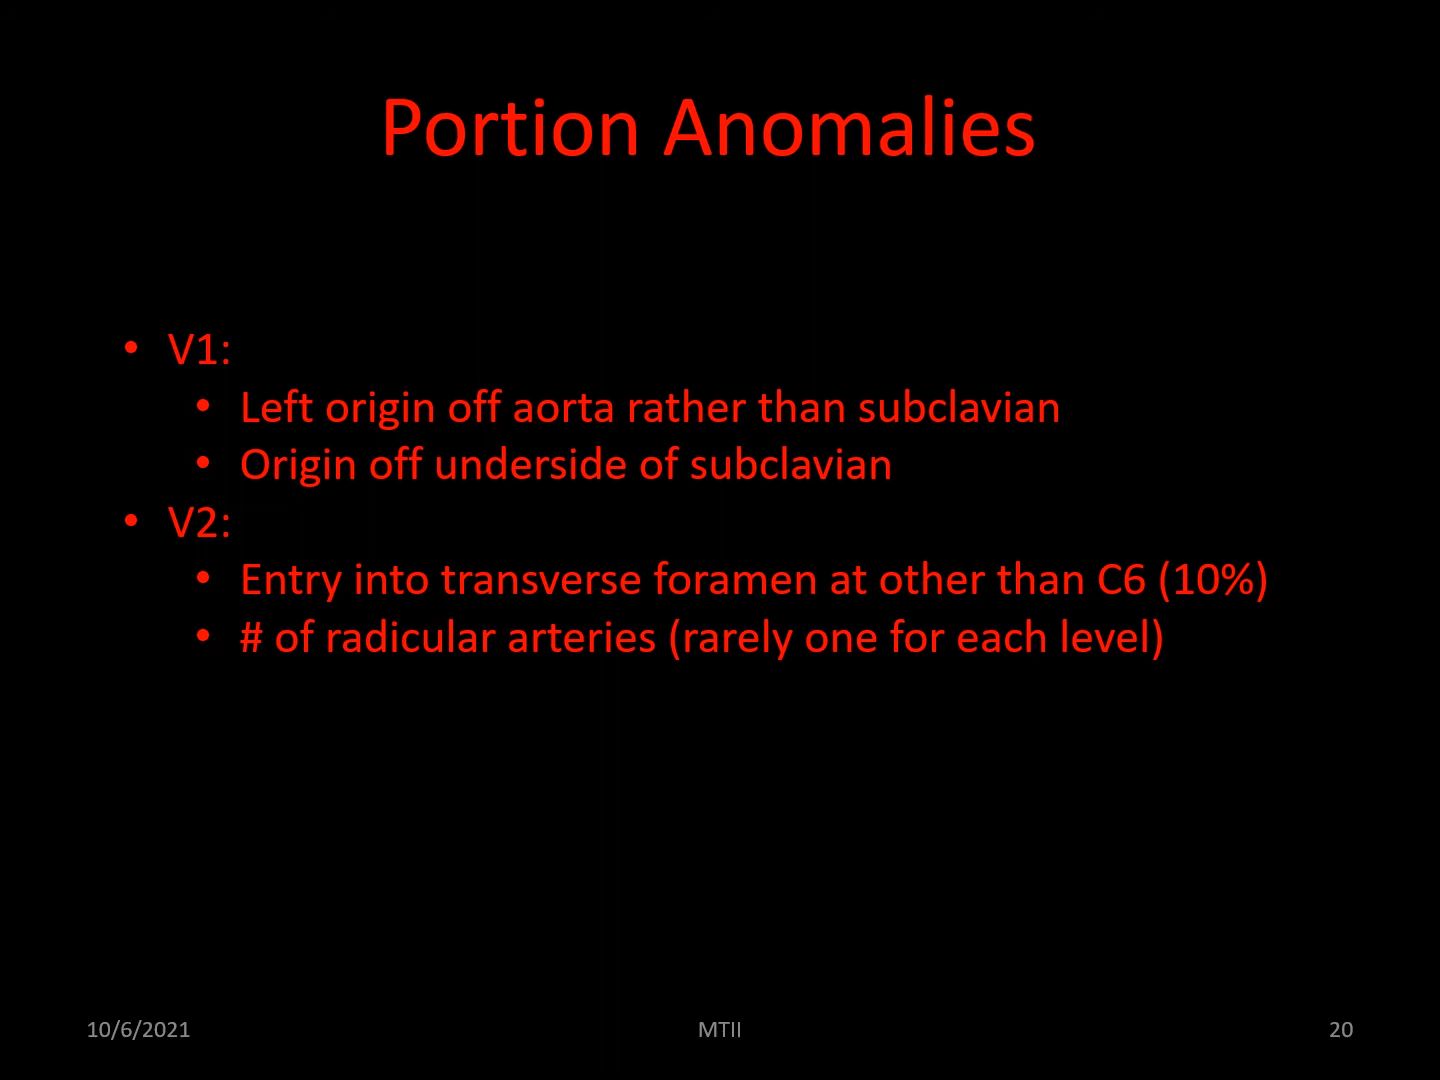 Portion Anomalies
• V1:
• Left origin off aorta rather than subclavian
• Origin off underside of subclavian
• V2:
• Entry into transverse foramen at other than C6 (10%)
• # of radicular arteries (rarely one for each level)
10/6/2021
MTII
20